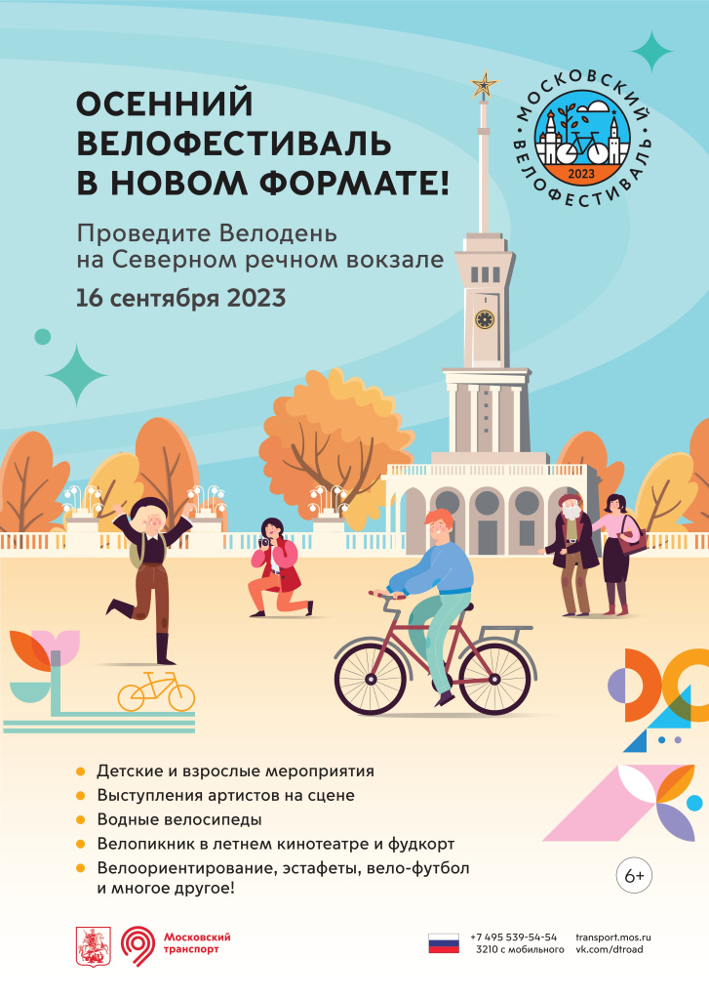 ОСЕННИЙ
ВЕЛОФЕСТИВАЛЬ
В НОВОМ ФОРМАТЕ!
МОСКОВСКИЙ
ВЕЛОФЕСТИВАЛЬ
2023
Проведите Велодень
на Северном речном вокзале
16 сентября 2023
Детские и взрослые мероприятия
Выступления артистов на сцене
Водные велосипеды
Велопикник в летнем кинотеатре и фудкорт
Велоориентирование, эстафеты, вело-футбол
и многое другое!
6+
Московский
транспорт
+7 495 539-54-54
3210 с мобильного
transport.mos.ru
vk.com/dtroad